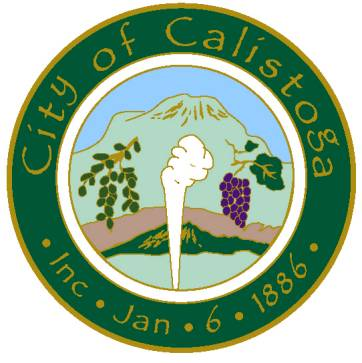 City of Calistoga
• Inc • Jan • 6 • 1886 •